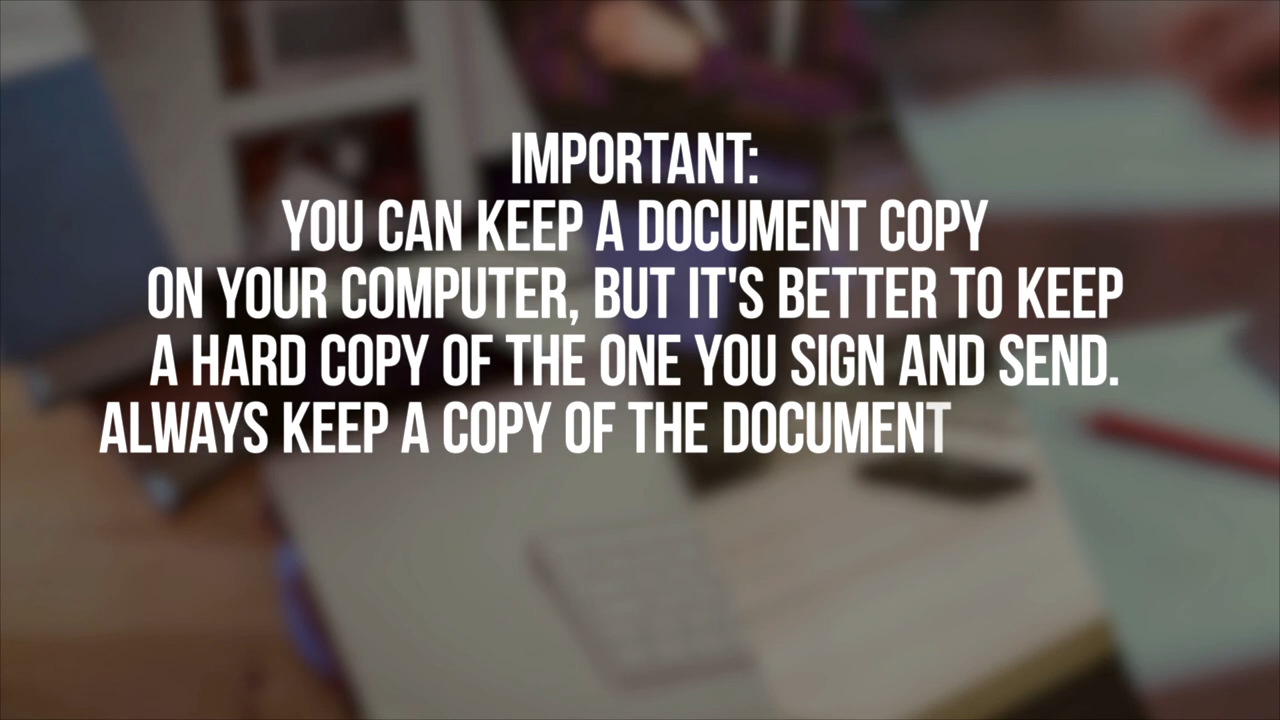 IMPORTANT:
YOU CAN KEEP A DOCUMENT COPY
ON YOUR COMPUTER, BUT IT'S BETTER TO KEEP
A HARD COPY OF THE ONE YOU SIGN AND SEND.
ALWAYS KEEP A COPY OF THE DOCUMENT